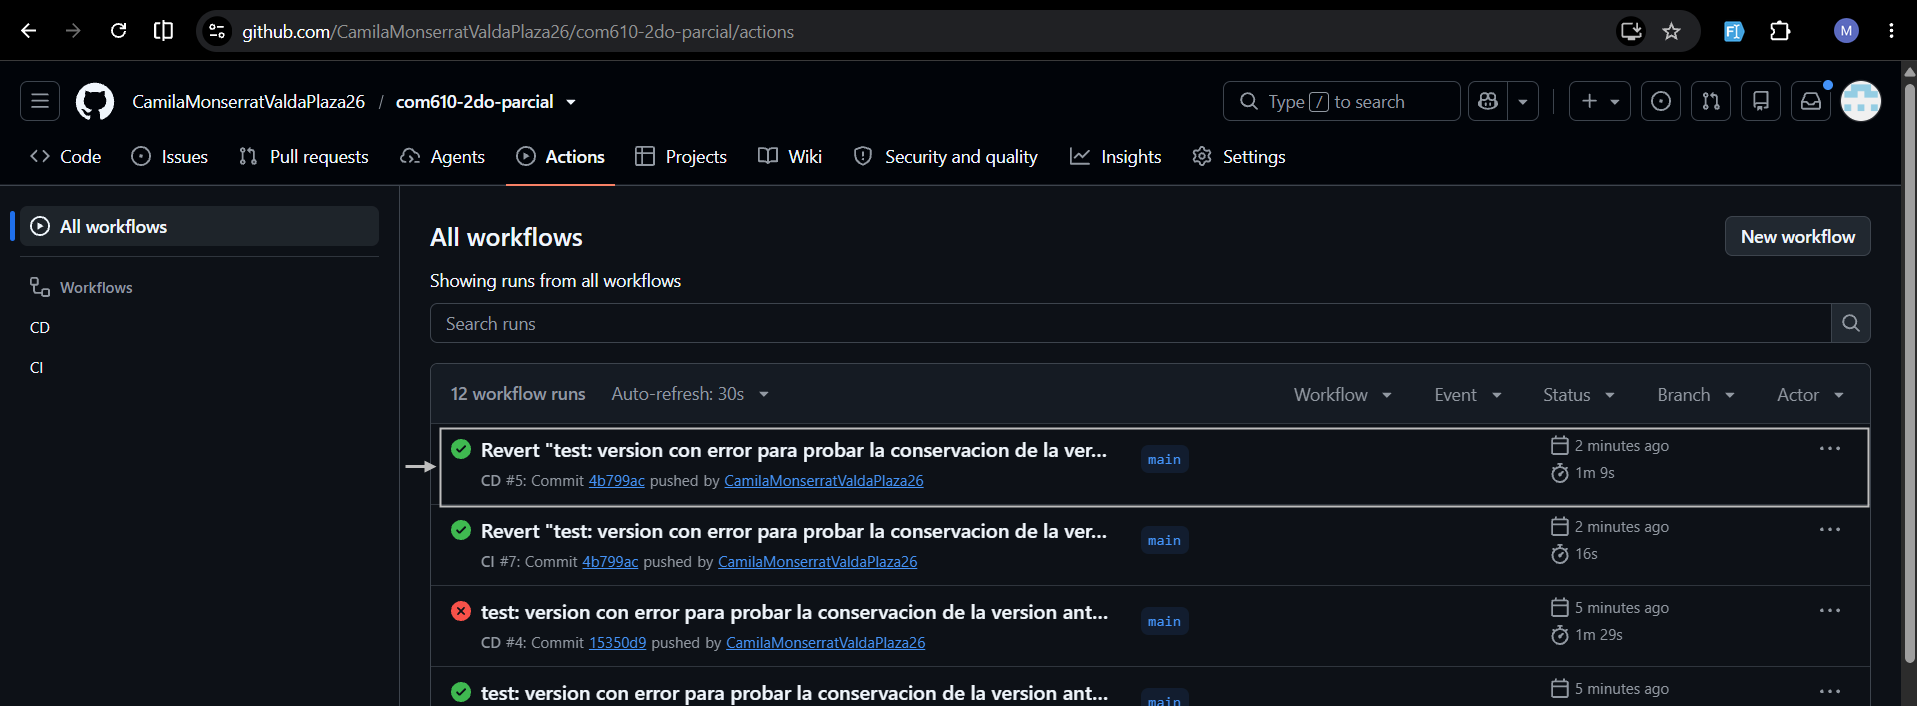 github.com/CamilaMonserratValdaPlaza26/com610-2do-parcial/actions
M
CamilaMonserratValdaPlaza26 / com610-2do-parcial
Type / to search
Code Issues Pull requests Agents Actions Projects Wiki Security and quality Insights Settings
All workflows
Workflows
CD
CI
All workflows
New workflow
Showing runs from all workflows
Search runs
12 workflow runs Auto-refresh: 30s Workflow Event Status Branch Actor
Revert "test: version con error para probar la conservacion de la ver... main 2 minutes ago
CD #5: Commit 4b799ac pushed by CamilaMonserratValdaPlaza26 1m 9s
Revert "test: version con error para probar la conservacion de la ver... main 2 minutes ago
CI #7: Commit 4b799ac pushed by CamilaMonserratValdaPlaza26 16s
test: version con error para probar la conservacion de la version ant... main 5 minutes ago
CD #4: Commit 15350d9 pushed by CamilaMonserratValdaPlaza26 1m 29s
test: version con error para probar la conservacion de la version ant... main 5 minutes ago